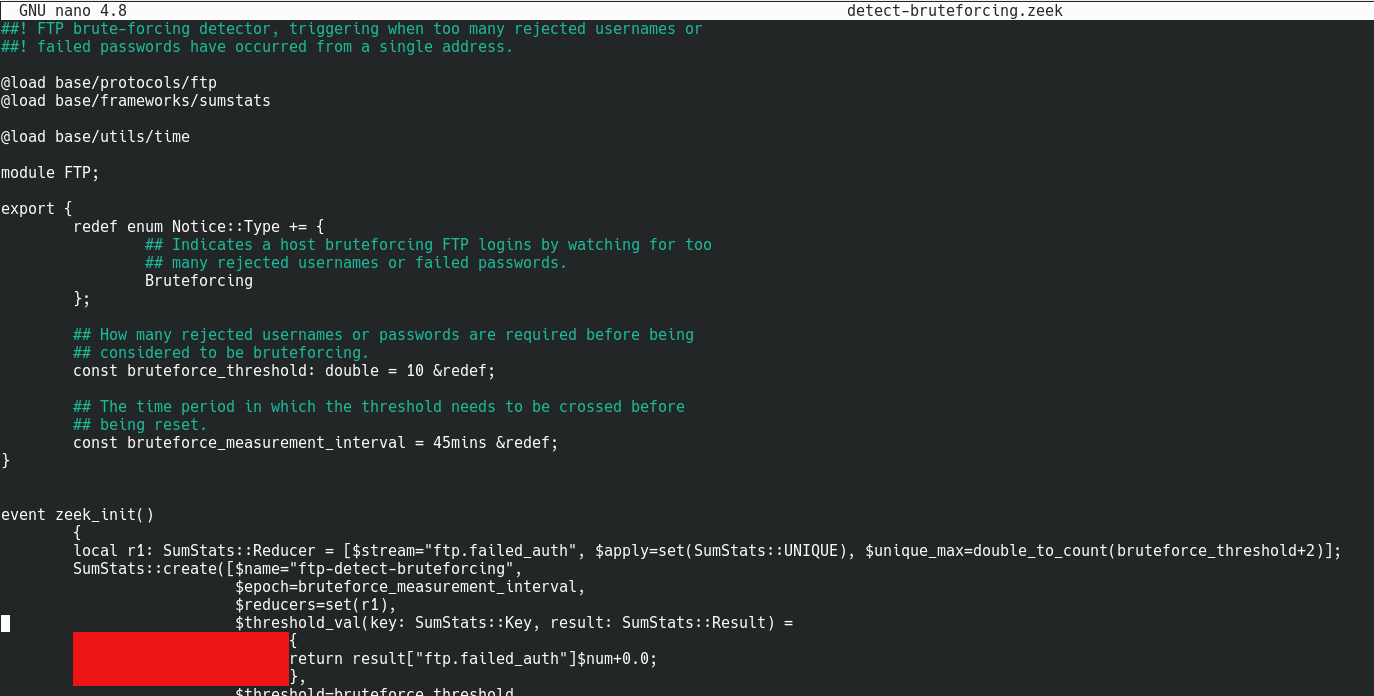 GNU nano 4.8 detect-bruteforcing.zeek
##! FTP brute-forcing detector, triggering when too many rejected usernames or
##! failed passwords have occurred from a single address.
@load base/protocols/ftp
@load base/frameworks/sumstats
@load base/utils/time
module FTP;
export {
redef enum Notice::Type += {
## Indicates a host bruteforcing FTP logins by watching for too
## many rejected usernames or failed passwords.
Bruteforcing
};
## How many rejected usernames or passwords are required before being
## considered to be bruteforcing.
const bruteforce_threshold: double = 10 &redef;
## The time period in which the threshold needs to be crossed before
## being reset.
const bruteforce_measurement_interval = 45mins &redef;
}
event zeek_init()
{
local r1: SumStats::Reducer = [$stream="ftp.failed_auth", $apply=set(SumStats::UNIQUE), $unique_max=double_to_count(bruteforce_threshold+2)];
SumStats::create([$name="ftp-detect-bruteforcing",
$epoch=bruteforce_measurement_interval,
$reducers=set(r1),
$threshold_val(key: SumStats::Key, result: SumStats::Result) =
{
return result["ftp.failed_auth"]$num+0.0;
},
$threshold=bruteforce_threshold